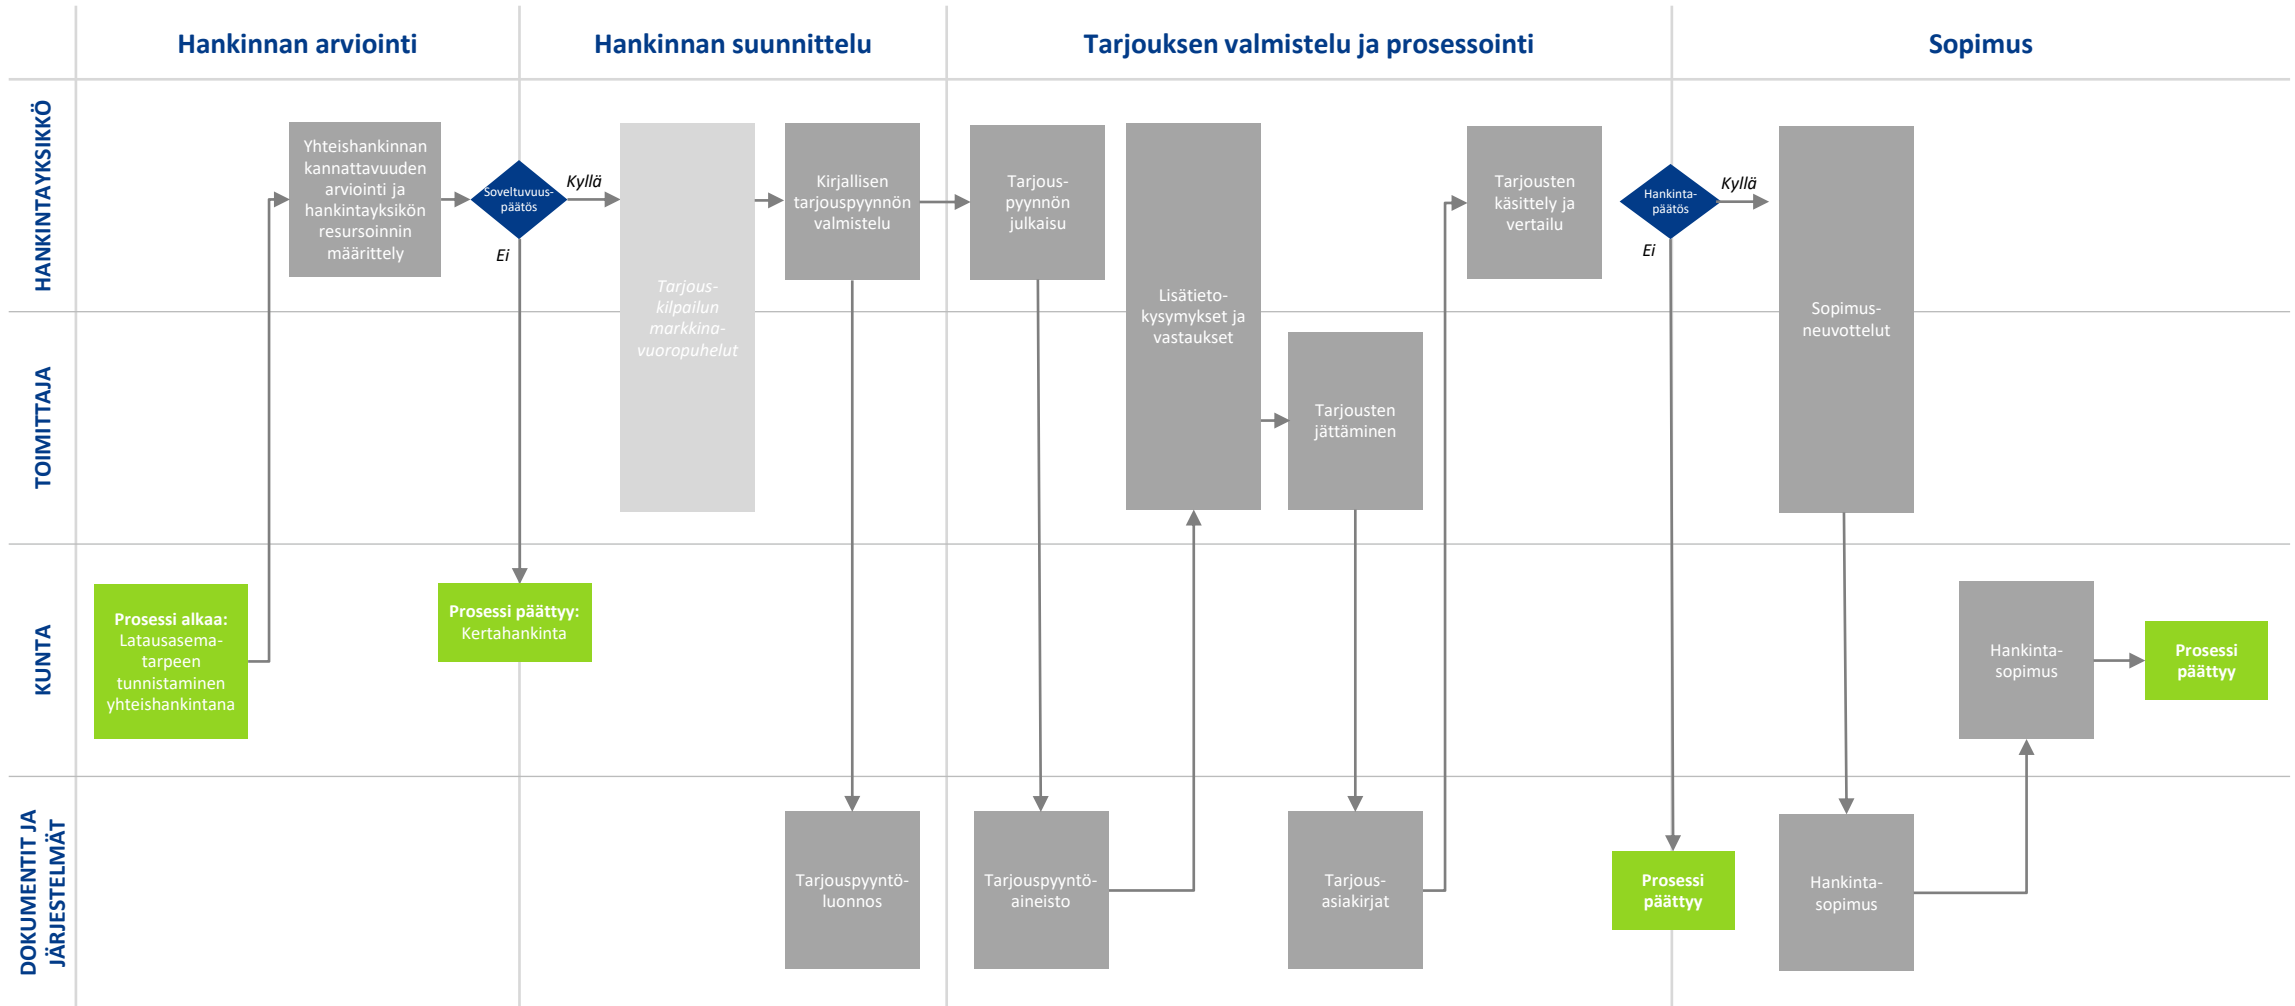 Hankinnan arviointi
Hankinnan suunnittelu
Tarjouksen valmistelu ja prosessointi
Sopimus
HANKINTAYKSIKKÖ
Yhteishankinnan
kannattavuuden
arviointi ja
hankintayksikön
resursoinnin
määrittely
Soveltuvuus-
päätös
Kyllä
Ei
Tarjous-
kilpailun
markkina-
vuoropuhelut
Kirjallisen
tarjouspyynnön
valmistelu
Tarjous-
pyynnön
julkaisu
Lisätieto-
kysymykset ja
vastaukset
Tarjousten
käsittely ja
vertailu
Hankinta-
päätös
Kyllä
Ei
Sopimus-
neuvottelut
TOIMITTAJA
Tarjousten
jättäminen
KUNTA
Prosessi alkaa:
Latausasema-
tarpeen
tunnistaminen
yhteishankintana
Prosessi päättyy:
Kertahankinta
Hankinta-
sopimus
Prosessi
päättyy
DOKUMENTIT JA
JÄRJESTELMÄT
Tarjouspyyntö-
luonnos
Tarjouspyyntö-
aineisto
Tarjous-
asiakirjat
Prosessi
päättyy
Hankinta-
sopimus